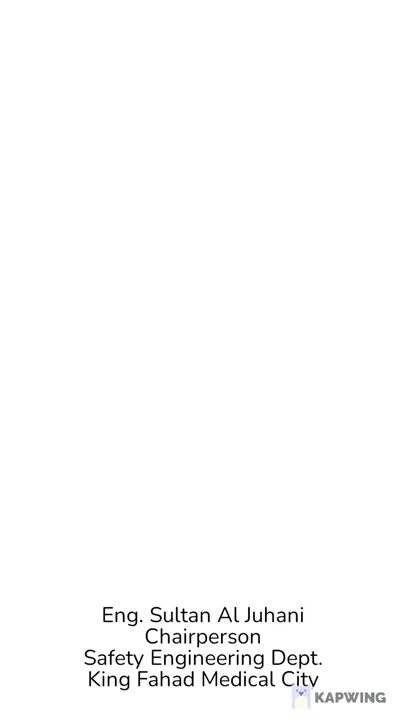 Eng. Sultan Al Juhani
Chairperson
Safety Engineering Dept.
King Fahad Medical City
KAPWING